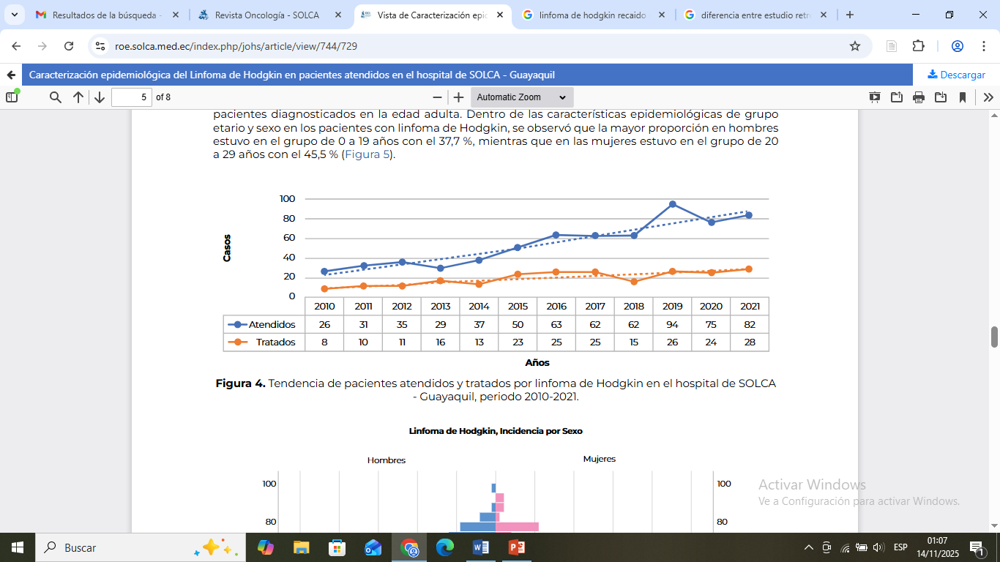 Resultados de la búsqueda -
Revista Oncología - SOLCA
Vista de Caracterización epid
linfoma de hodgkin recaido
diferencia entre estudio retr
roe.solca.med.ec/index.php/johs/article/view/744/729
Caracterización epidemiológica del Linfoma de Hodgkin en pacientes atendidos en el hospital de SOLCA - Guayaquil
Descargar
5 of 8
Automatic Zoom
pacientes diagnosticados en la edad adulta. Dentro de las características epidemiológicas de grupo
etario y sexo en los pacientes con linfoma de Hodgkin, se observó que la mayor proporción en hombres
estuvo en el grupo de 0 a 19 años con el 37,7 %, mientras que en las mujeres estuvo en el grupo de 20
a 29 años con el 45,5 % (Figura 5).
100
80
60
40
20
0
Casos
2010 2011 2012 2013 2014 2015 2016 2017 2018 2019 2020 2021
Atendidos 26 31 35 29 37 50 63 62 62 94 75 82
Tratados 8 10 11 16 13 23 25 25 15 26 24 28
Años
Figura 4. Tendencia de pacientes atendidos y tratados por linfoma de Hodgkin en el hospital de SOLCA
- Guayaquil, periodo 2010-2021.
Linfoma de Hodgkin, Incidencia por Sexo
Hombres Mujeres
100 100
80 80
Activar Windows
Ve a Configuración para activar Windows.
Buscar
ESP
01:07
14/11/2025
1